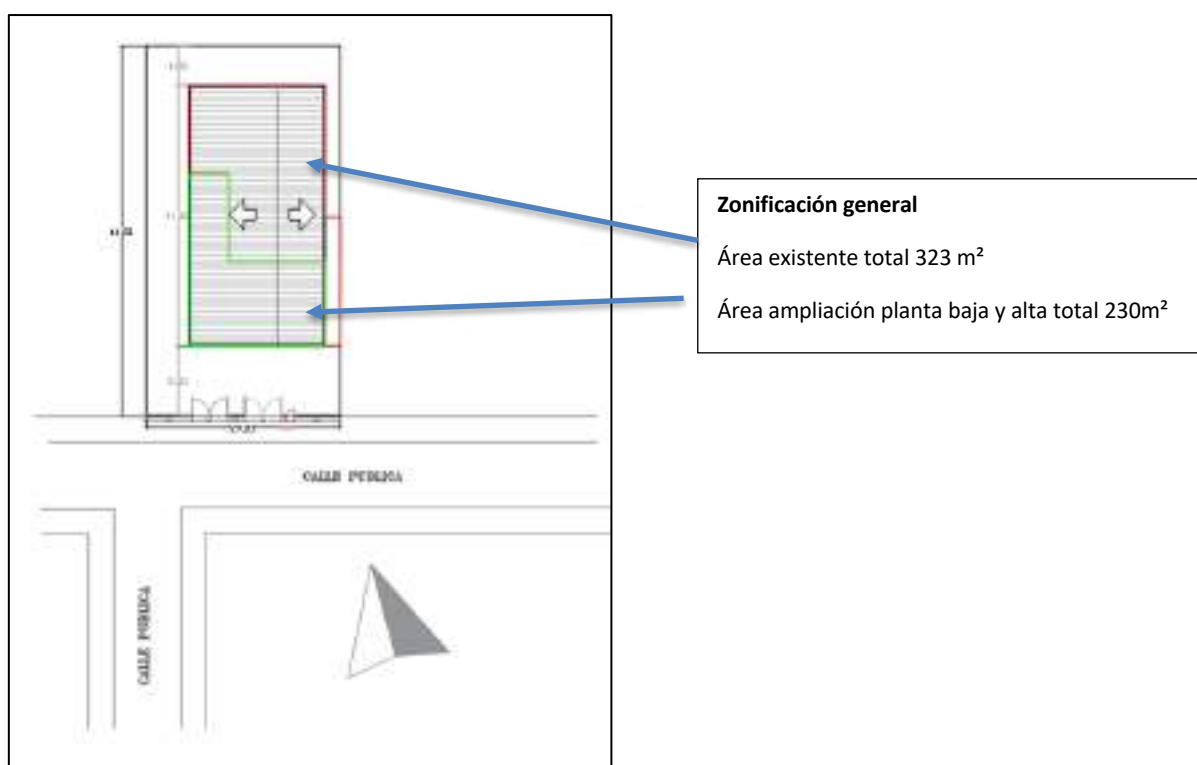 Zonificación general
Área existente total 323 m²
Área ampliación planta baja y alta total 230m²
CALLE PUBLICA
CALLE PUBLICA